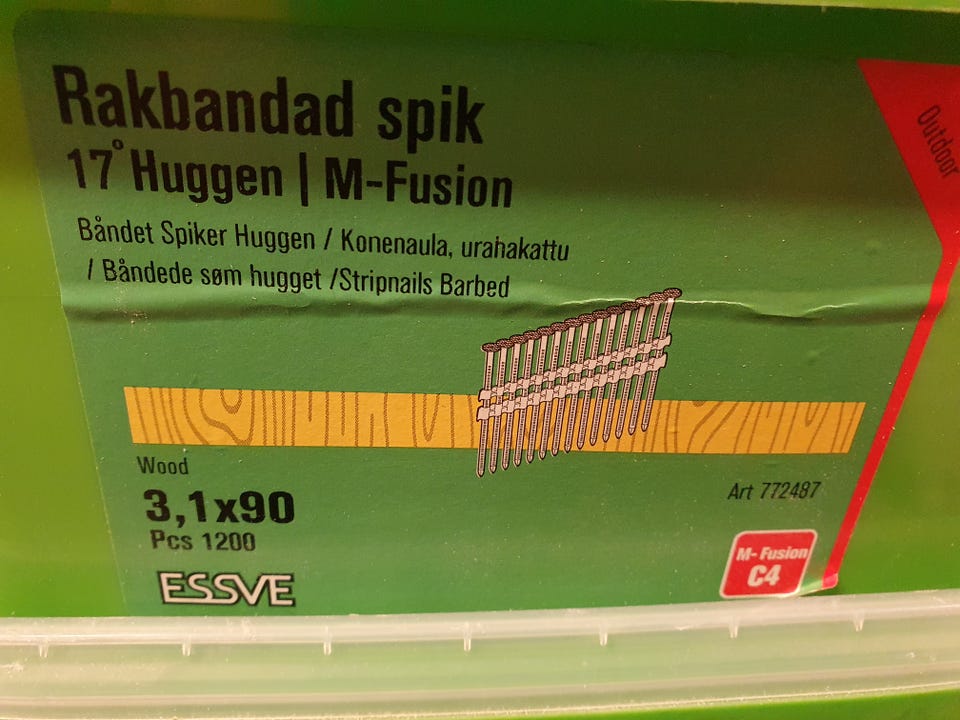 Rakbandad spik
17° Huggen | M-Fusion
Båndet Spiker Huggen / Konenaula, urahakattu
/ Båndede søm hugget /Stripnails Barbed
Outdoor
Wood
3,1x90
Pcs 1200
ESSVE
Art 772487
M- Fusion
C4